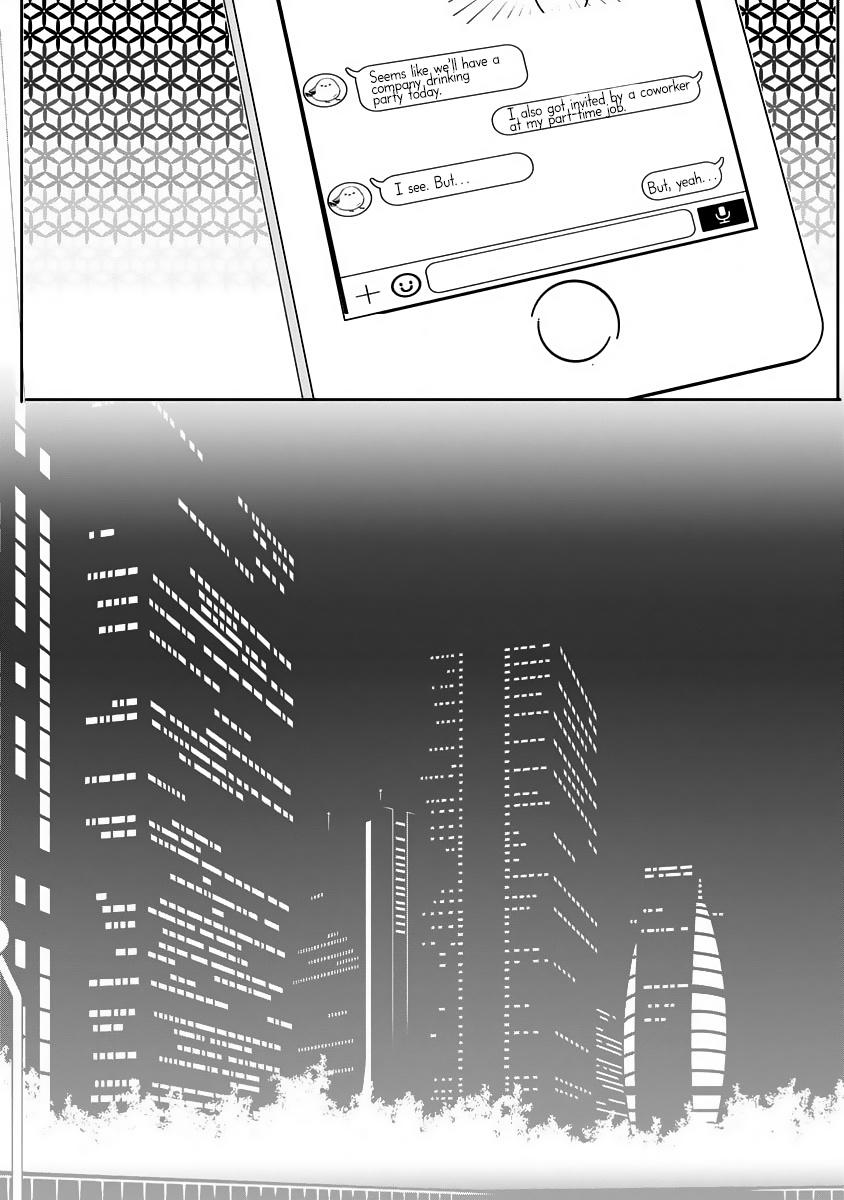 Seems like we'll have a
company drinking
party today.
I also got invited by a coworker
at my part-time job.
I see. But...
But, yeah...